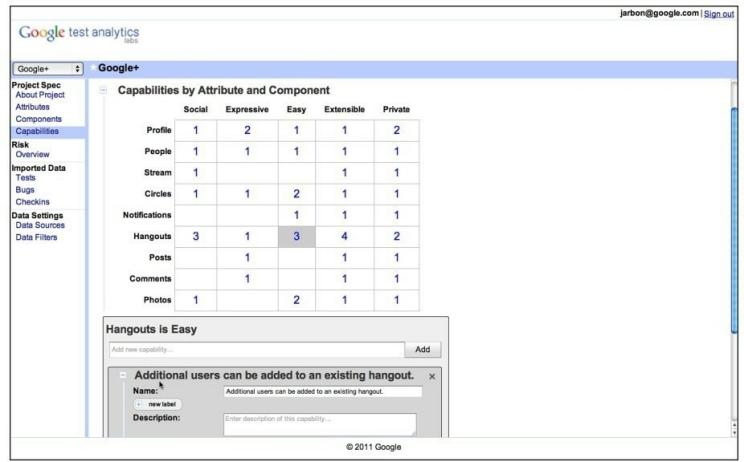 jarbon@google.com | Sign out
Google test analytics
labs
Google+
Google+
Project Spec
About Project
Attributes
Components
Capabilities
Risk
Overview
Imported Data
Tests
Bugs
Checkins
Data Settings
Data Sources
Data Filters
Capabilities by Attribute and Component
Social Expressive Easy Extensible Private
Profile 1 2 1 1 2
People 1 1 1 1 1
Stream 1 1 1
Circles 1 1 2 1 1
Notifications 1 1 1
Hangouts 3 1 3 4 2
Posts 1 1 1
Comments 1 1 1
Photos 1 2 1 1
Hangouts is Easy
Add new capability... Add
Additional users can be added to an existing hangout. ×
Name: Additional users can be added to an existing hangout.
new label
Description: Enter description of this capability...
© 2011 Google